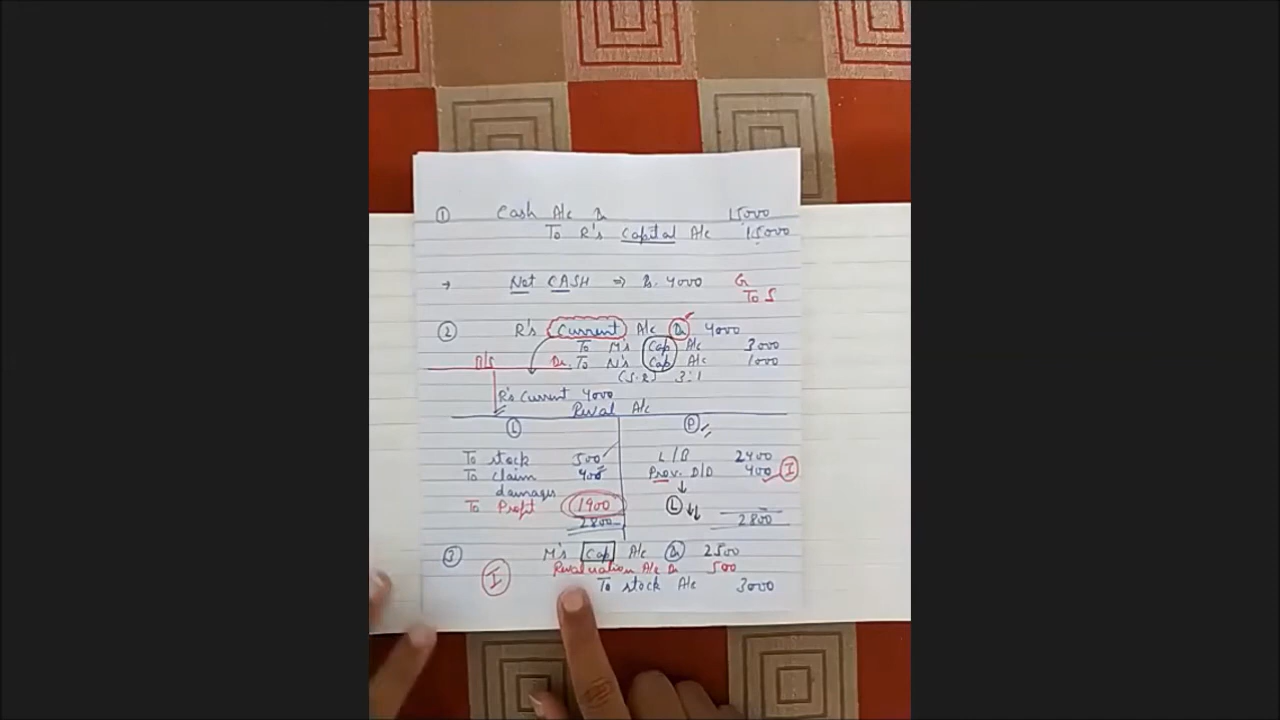 ① Cash A/c Dr 15000
To R's Capital A/c 15000
→ Not CASH ⇒ Rs. 4000 G
To S
② R's Current A/c Dr 4000
To M's Cap A/c 3000
B/S Dr. To N's Cap A/c 1000
(S.R) 3:1
R's Current 4000
Reval A/c
Ⓛ Ⓟ
To stock 500 L/B 2400
To claim 400 Prov. D/D 400 I
damages
To Profit 1900 Ⓛ
2800 2800
③ M's Cap A/c Dr 2500
I Revaluation A/c Dr 500
To stock A/c 3000